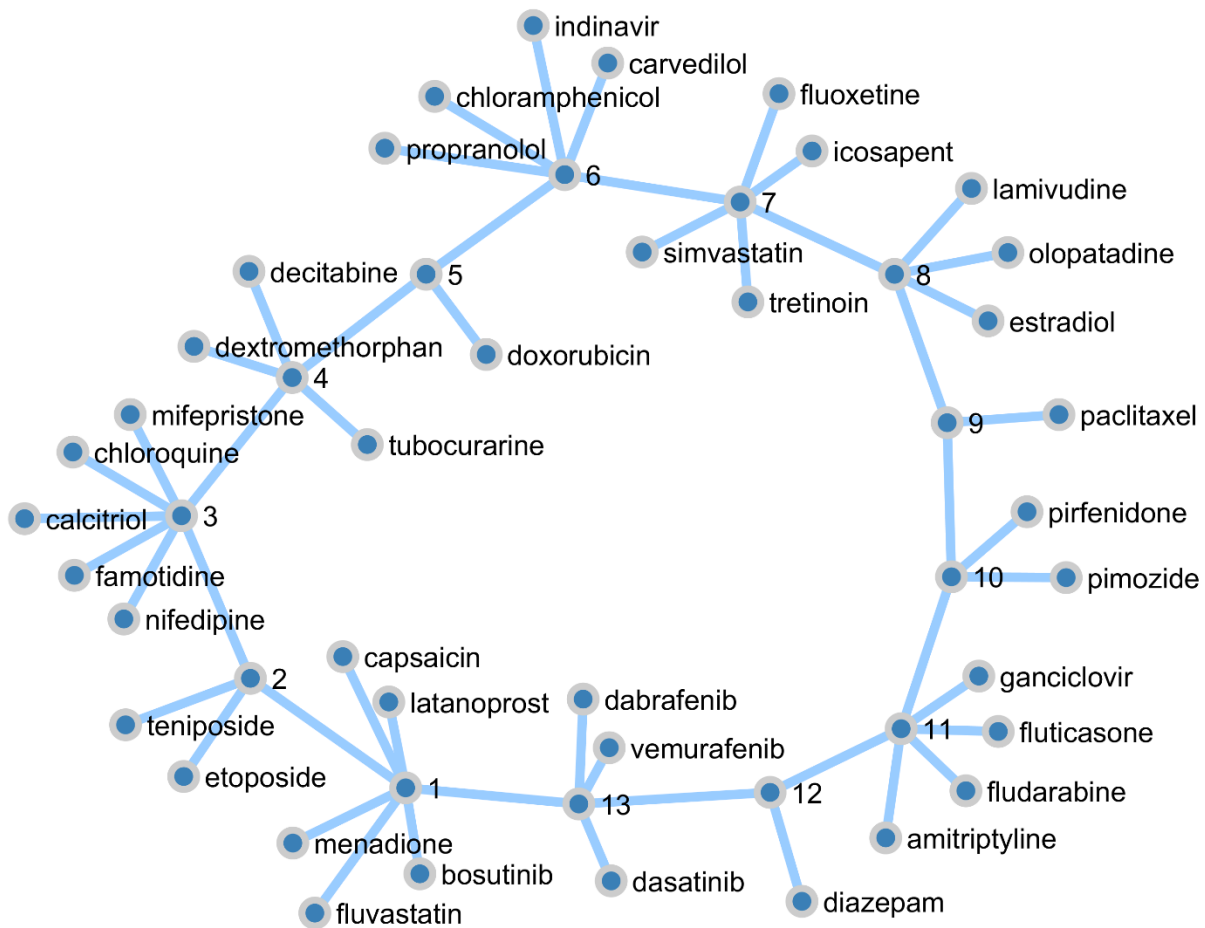 indinavir
carvedilol
chloramphenicol
fluoxetine
propranolol
icosapent
6
lamivudine
7
simvastatin
olopatadine
decitabine
5
8
tretinoin
estradiol
dextromethorphan
doxorubicin
4
mifepristone
paclitaxel
9
tubocurarine
chloroquine
pirfenidone
3
calcitriol
famotidine
10
pimozide
nifedipine
capsaicin
2
ganciclovir
latanoprost
dabrafenib
teniposide
11
fluticasone
vemurafenib
etoposide
1
12
fludarabine
13
menadione
amitriptyline
bosutinib
dasatinib
diazepam
fluvastatin